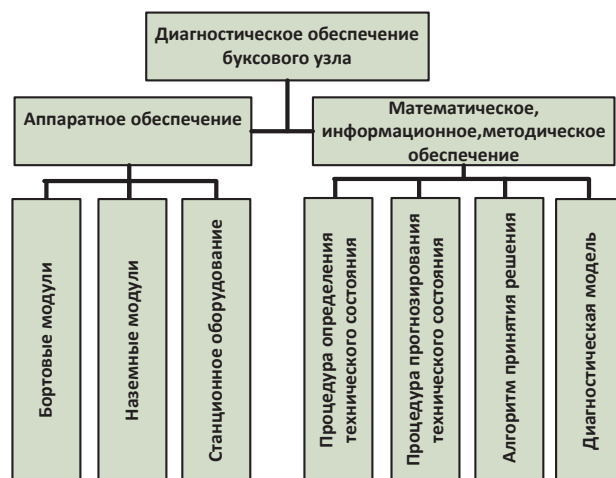 Диагностическое обеспечение
буксового узла
Аппаратное обеспечение
Математическое,
информационное,методическое
обеспечение
Бортовые модули
Наземные модули
Станционное оборудование
Процедура определения
технического состояния
Процедура прогнозирования
технического состояния
Алгоритм принятия решения
Диагностическая модель